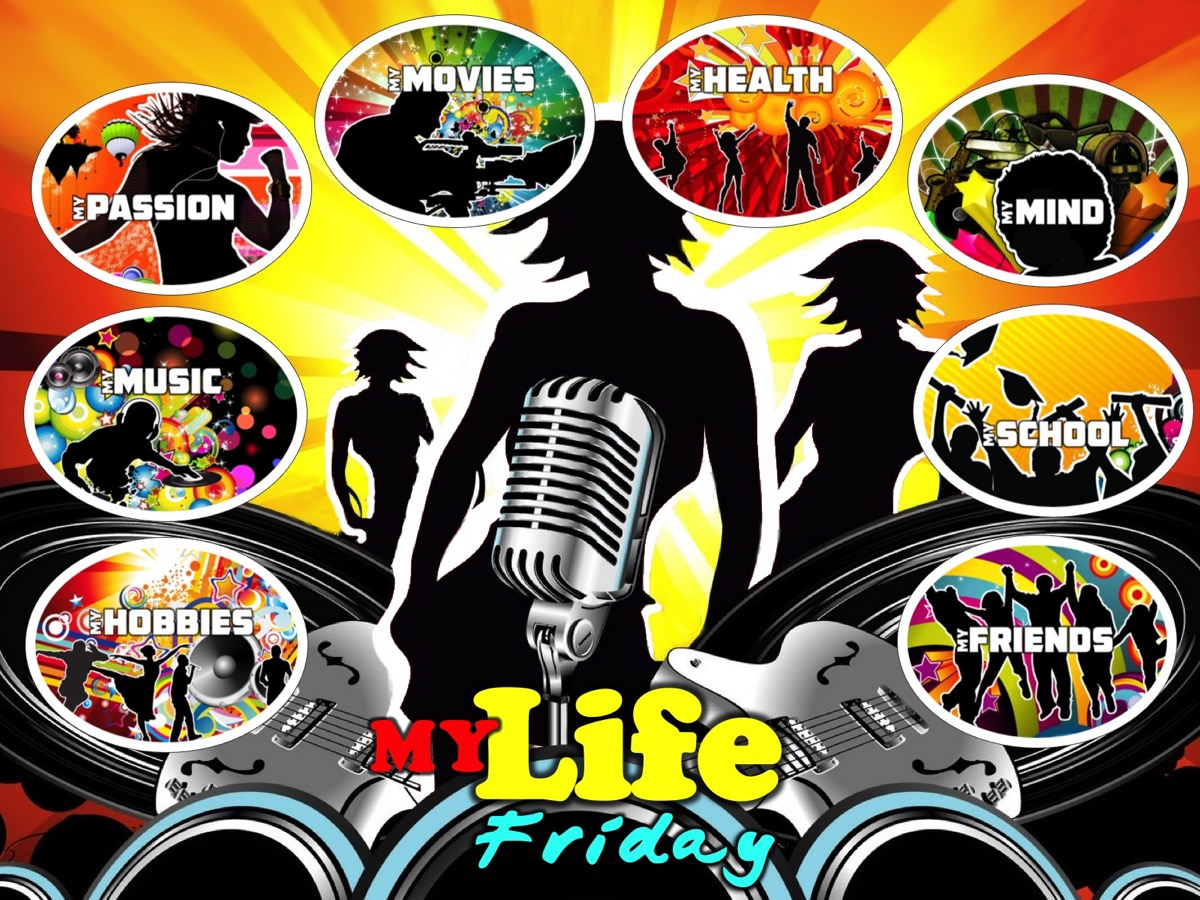 MY MOVIES
MY HEALTH
MY PASSION
MY MIND
MY MUSIC
MY SCHOOL
MY HOBBIES
MY FRIENDS
MY Life
Friday